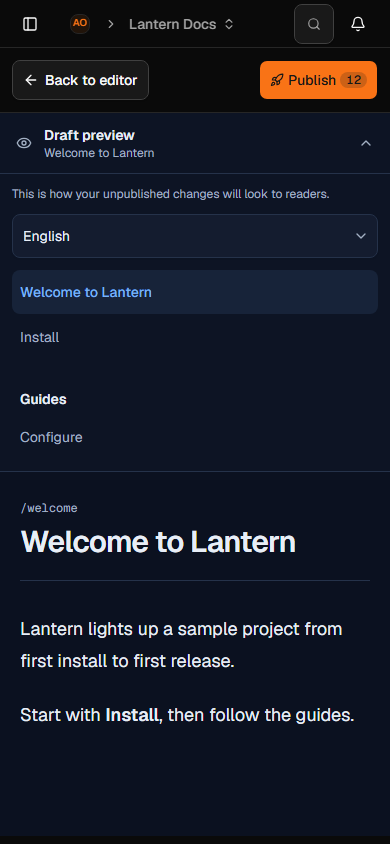 AO
Lantern Docs
Back to editor
Publish 12
Draft preview
Welcome to Lantern
This is how your unpublished changes will look to readers.
English
Welcome to Lantern
Install
Guides
Configure
/welcome
Welcome to Lantern
Lantern lights up a sample project from
first install to first release.
Start with Install, then follow the guides.